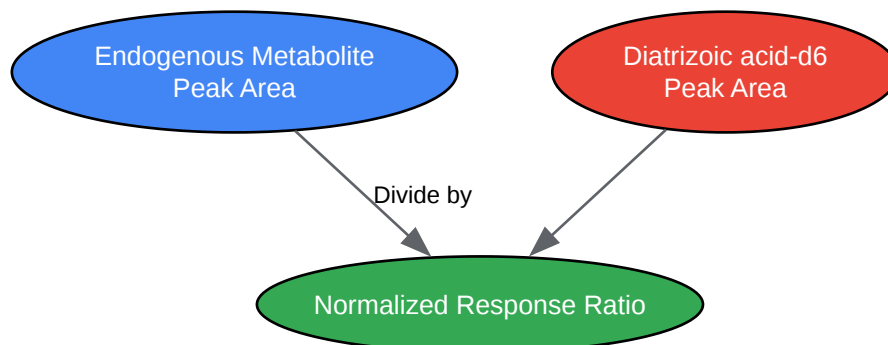 Endogenous Metabolite
Peak Area
Diatrizoic acid-d6
Peak Area
Divide by
Normalized Response Ratio